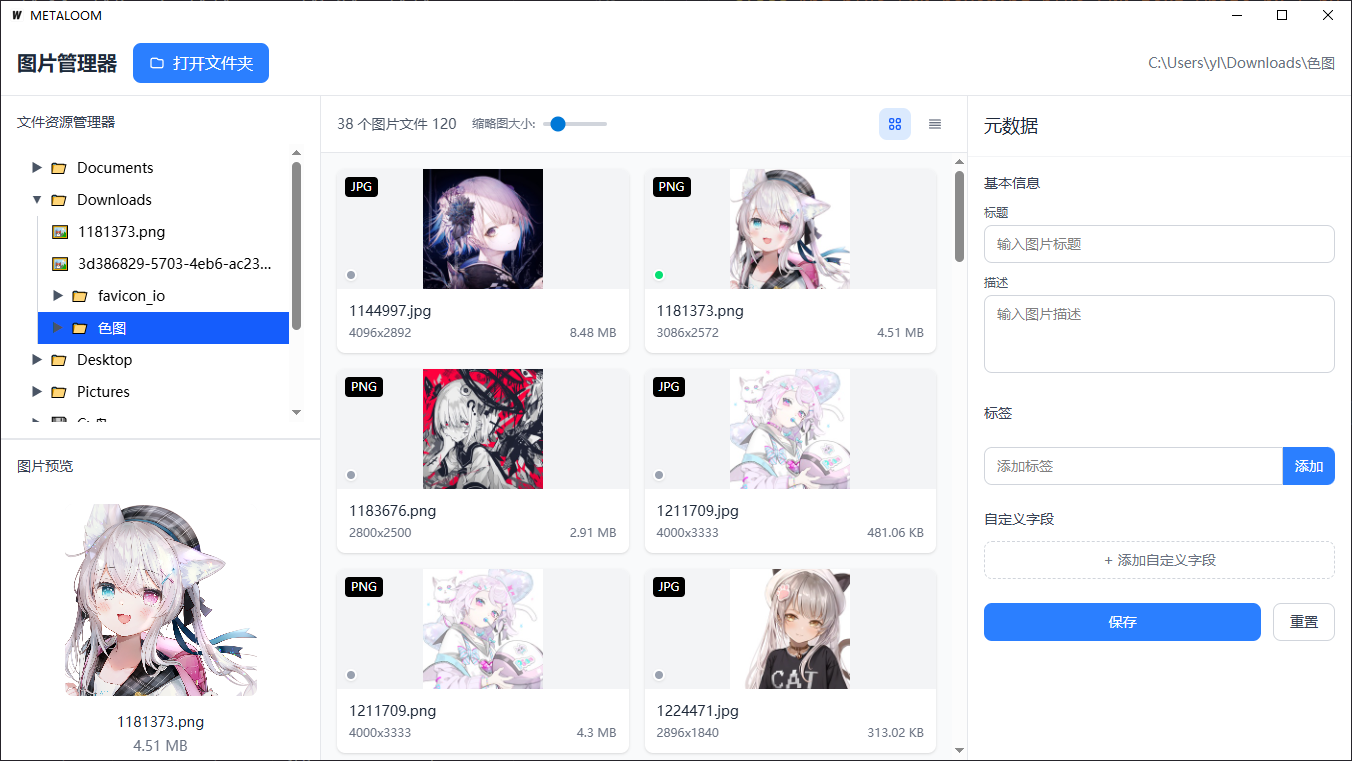 METALOOM
图片管理器
打开文件夹
C:\Users\yl\Downloads\色图
文件资源管理器
Documents
Downloads
1181373.png
3d386829-5703-4eb6-ac23...
favicon_io
色图
Desktop
Pictures
图片预览
1181373.png
4.51 MB
38 个图片文件 120 缩略图大小:
JPG
1144997.jpg
4096x2892 8.48 MB
PNG
1181373.png
3086x2572 4.51 MB
PNG
1183676.png
2800x2500 2.91 MB
JPG
1211709.jpg
4000x3333 481.06 KB
PNG
1211709.png
4000x3333 4.3 MB
JPG
CAT
1224471.jpg
2896x1840 313.02 KB
元数据
基本信息
标题
输入图片标题
描述
输入图片描述
标签
添加标签 添加
自定义字段
+ 添加自定义字段
保存 重置